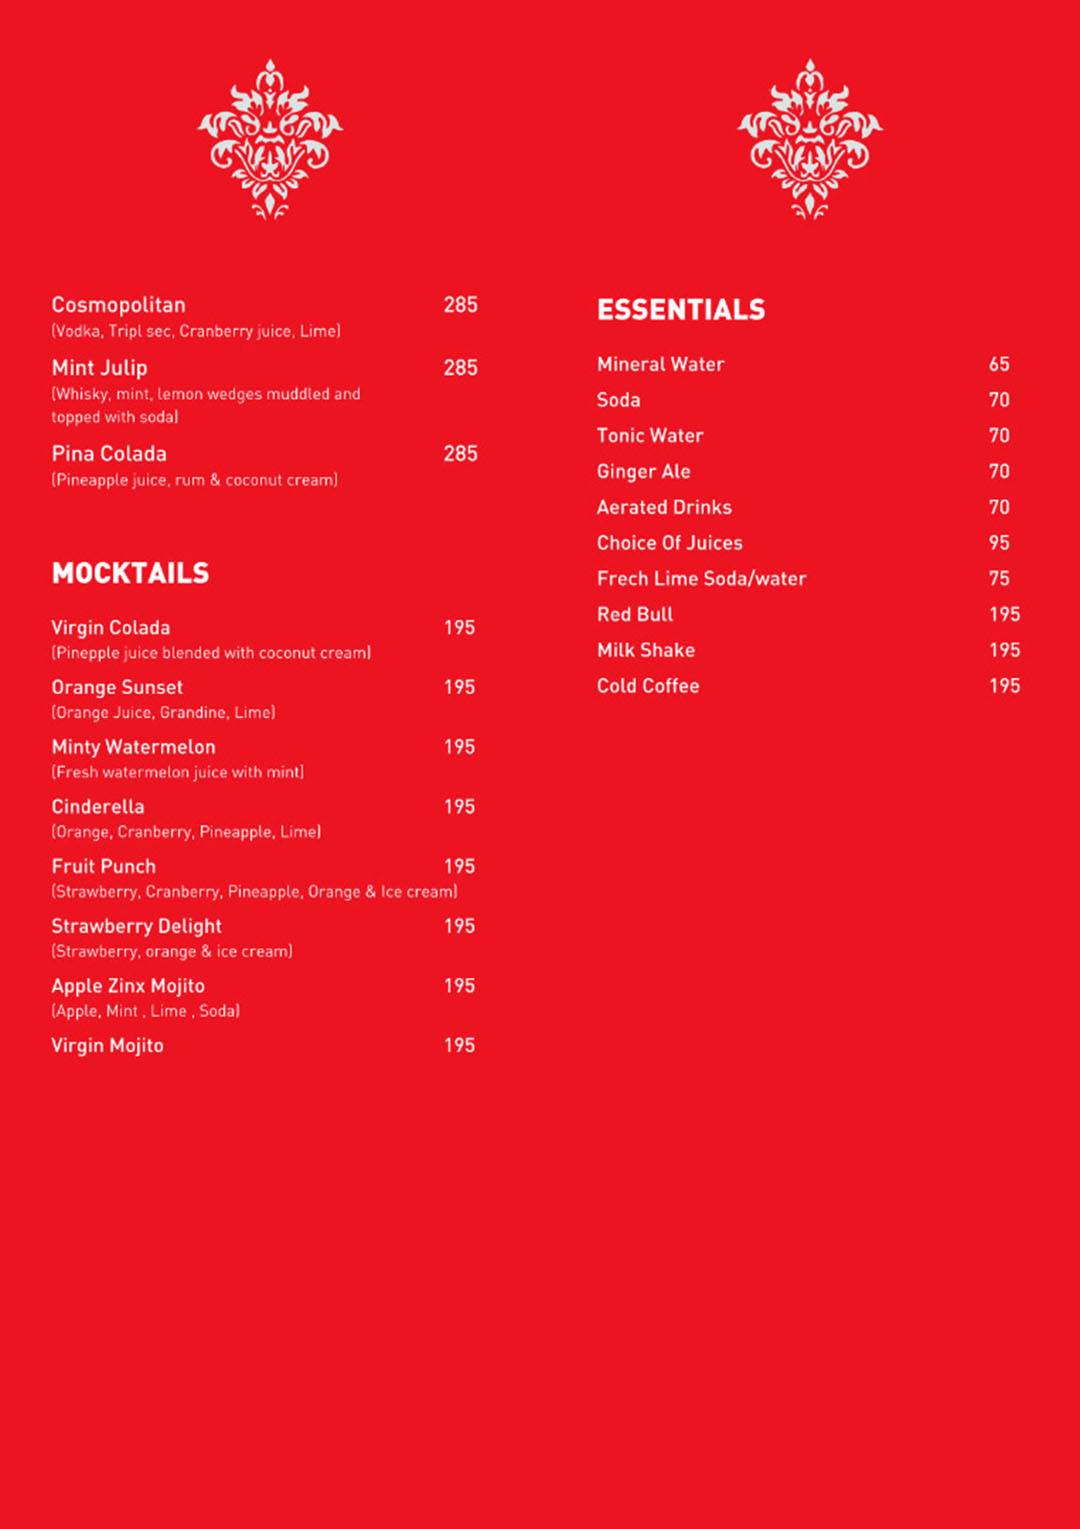 Cosmopolitan 285
(Vodka, Tripl sec, Cranberry juice, Lime)
Mint Julip 285
(Whisky, mint, lemon wedges muddled and
topped with soda)
Pina Colada 285
(Pineapple juice, rum & coconut cream)
MOCKTAILS
Virgin Colada 195
(Pinepple juice blended with coconut cream)
Orange Sunset 195
(Orange Juice, Grandine, Lime)
Minty Watermelon 195
(Fresh watermelon juice with mint)
Cinderella 195
(Orange, Cranberry, Pineapple, Lime)
Fruit Punch 195
(Strawberry, Cranberry, Pineapple, Orange & Ice cream)
Strawberry Delight 195
(Strawberry, orange & ice cream)
Apple Zinx Mojito 195
(Apple, Mint , Lime , Soda)
Virgin Mojito 195
ESSENTIALS
Mineral Water 65
Soda 70
Tonic Water 70
Ginger Ale 70
Aerated Drinks 70
Choice Of Juices 95
Frech Lime Soda/water 75
Red Bull 195
Milk Shake 195
Cold Coffee 195